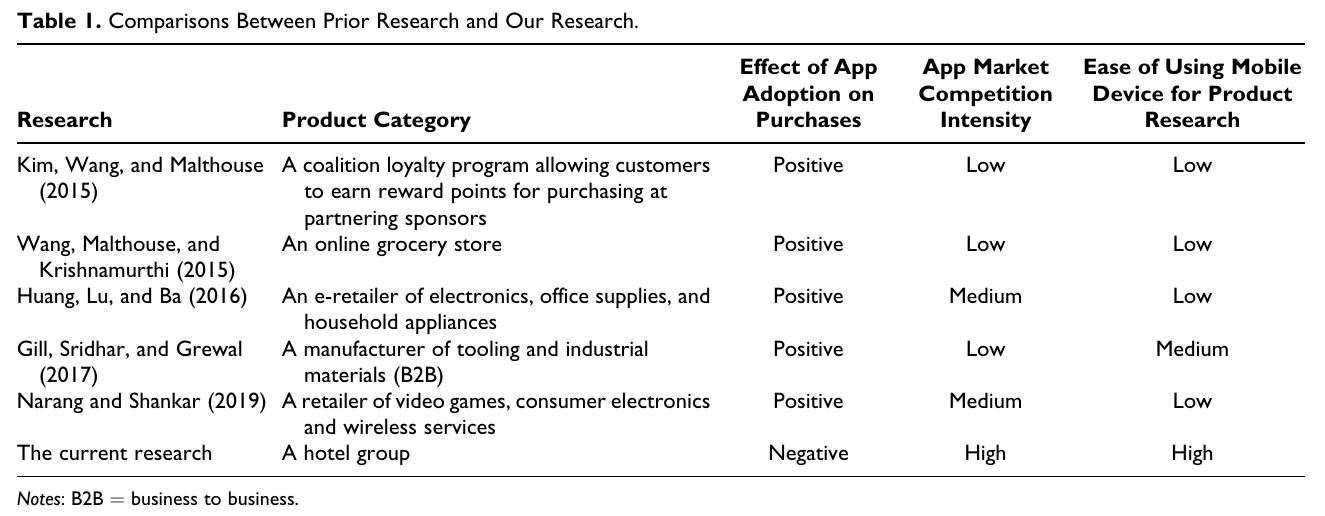 Table 1. Comparisons Between Prior Research and Our Research.
Research Product Category Effect of App Adoption on Purchases App Market Competition Intensity Ease of Using Mobile Device for Product Research
Kim, Wang, and Malthouse A coalition loyalty program allowing customers Positive Low Low
(2015) to earn reward points for purchasing at
partnering sponsors
Wang, Malthouse, and An online grocery store Positive Low Low
Krishnamurthi (2015)
Huang, Lu, and Ba (2016) An e-retailer of electronics, office supplies, and Positive Medium Low
household appliances
Gill, Sridhar, and Grewal A manufacturer of tooling and industrial Positive Low Medium
(2017) materials (B2B)
Narang and Shankar (2019) A retailer of video games, consumer electronics Positive Medium Low
and wireless services
The current research A hotel group Negative High High
Notes: B2B = business to business.